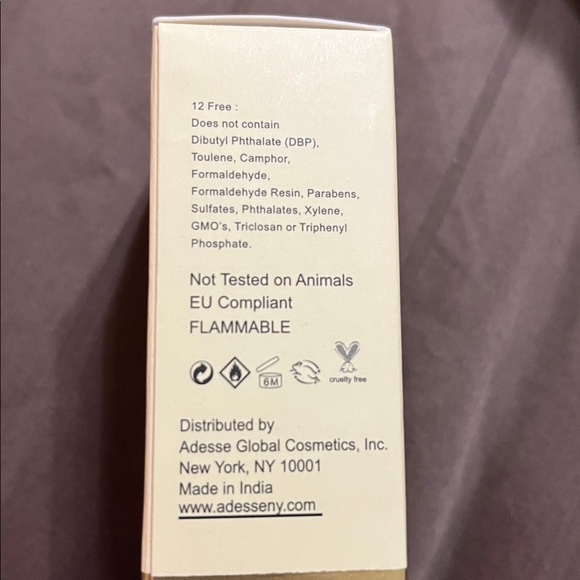 12 Free :
Does not contain
Dibutyl Phthalate (DBP),
Toulene, Camphor,
Formaldehyde,
Formaldehyde Resin, Parabens,
Sulfates, Phthalates, Xylene,
GMO's, Triclosan or Triphenyl
Phosphate.
Not Tested on Animals
EU Compliant
FLAMMABLE
6M
cruelty free
Distributed by
Adesse Global Cosmetics, Inc.
New York, NY 10001
Made in India
www.adesseny.com